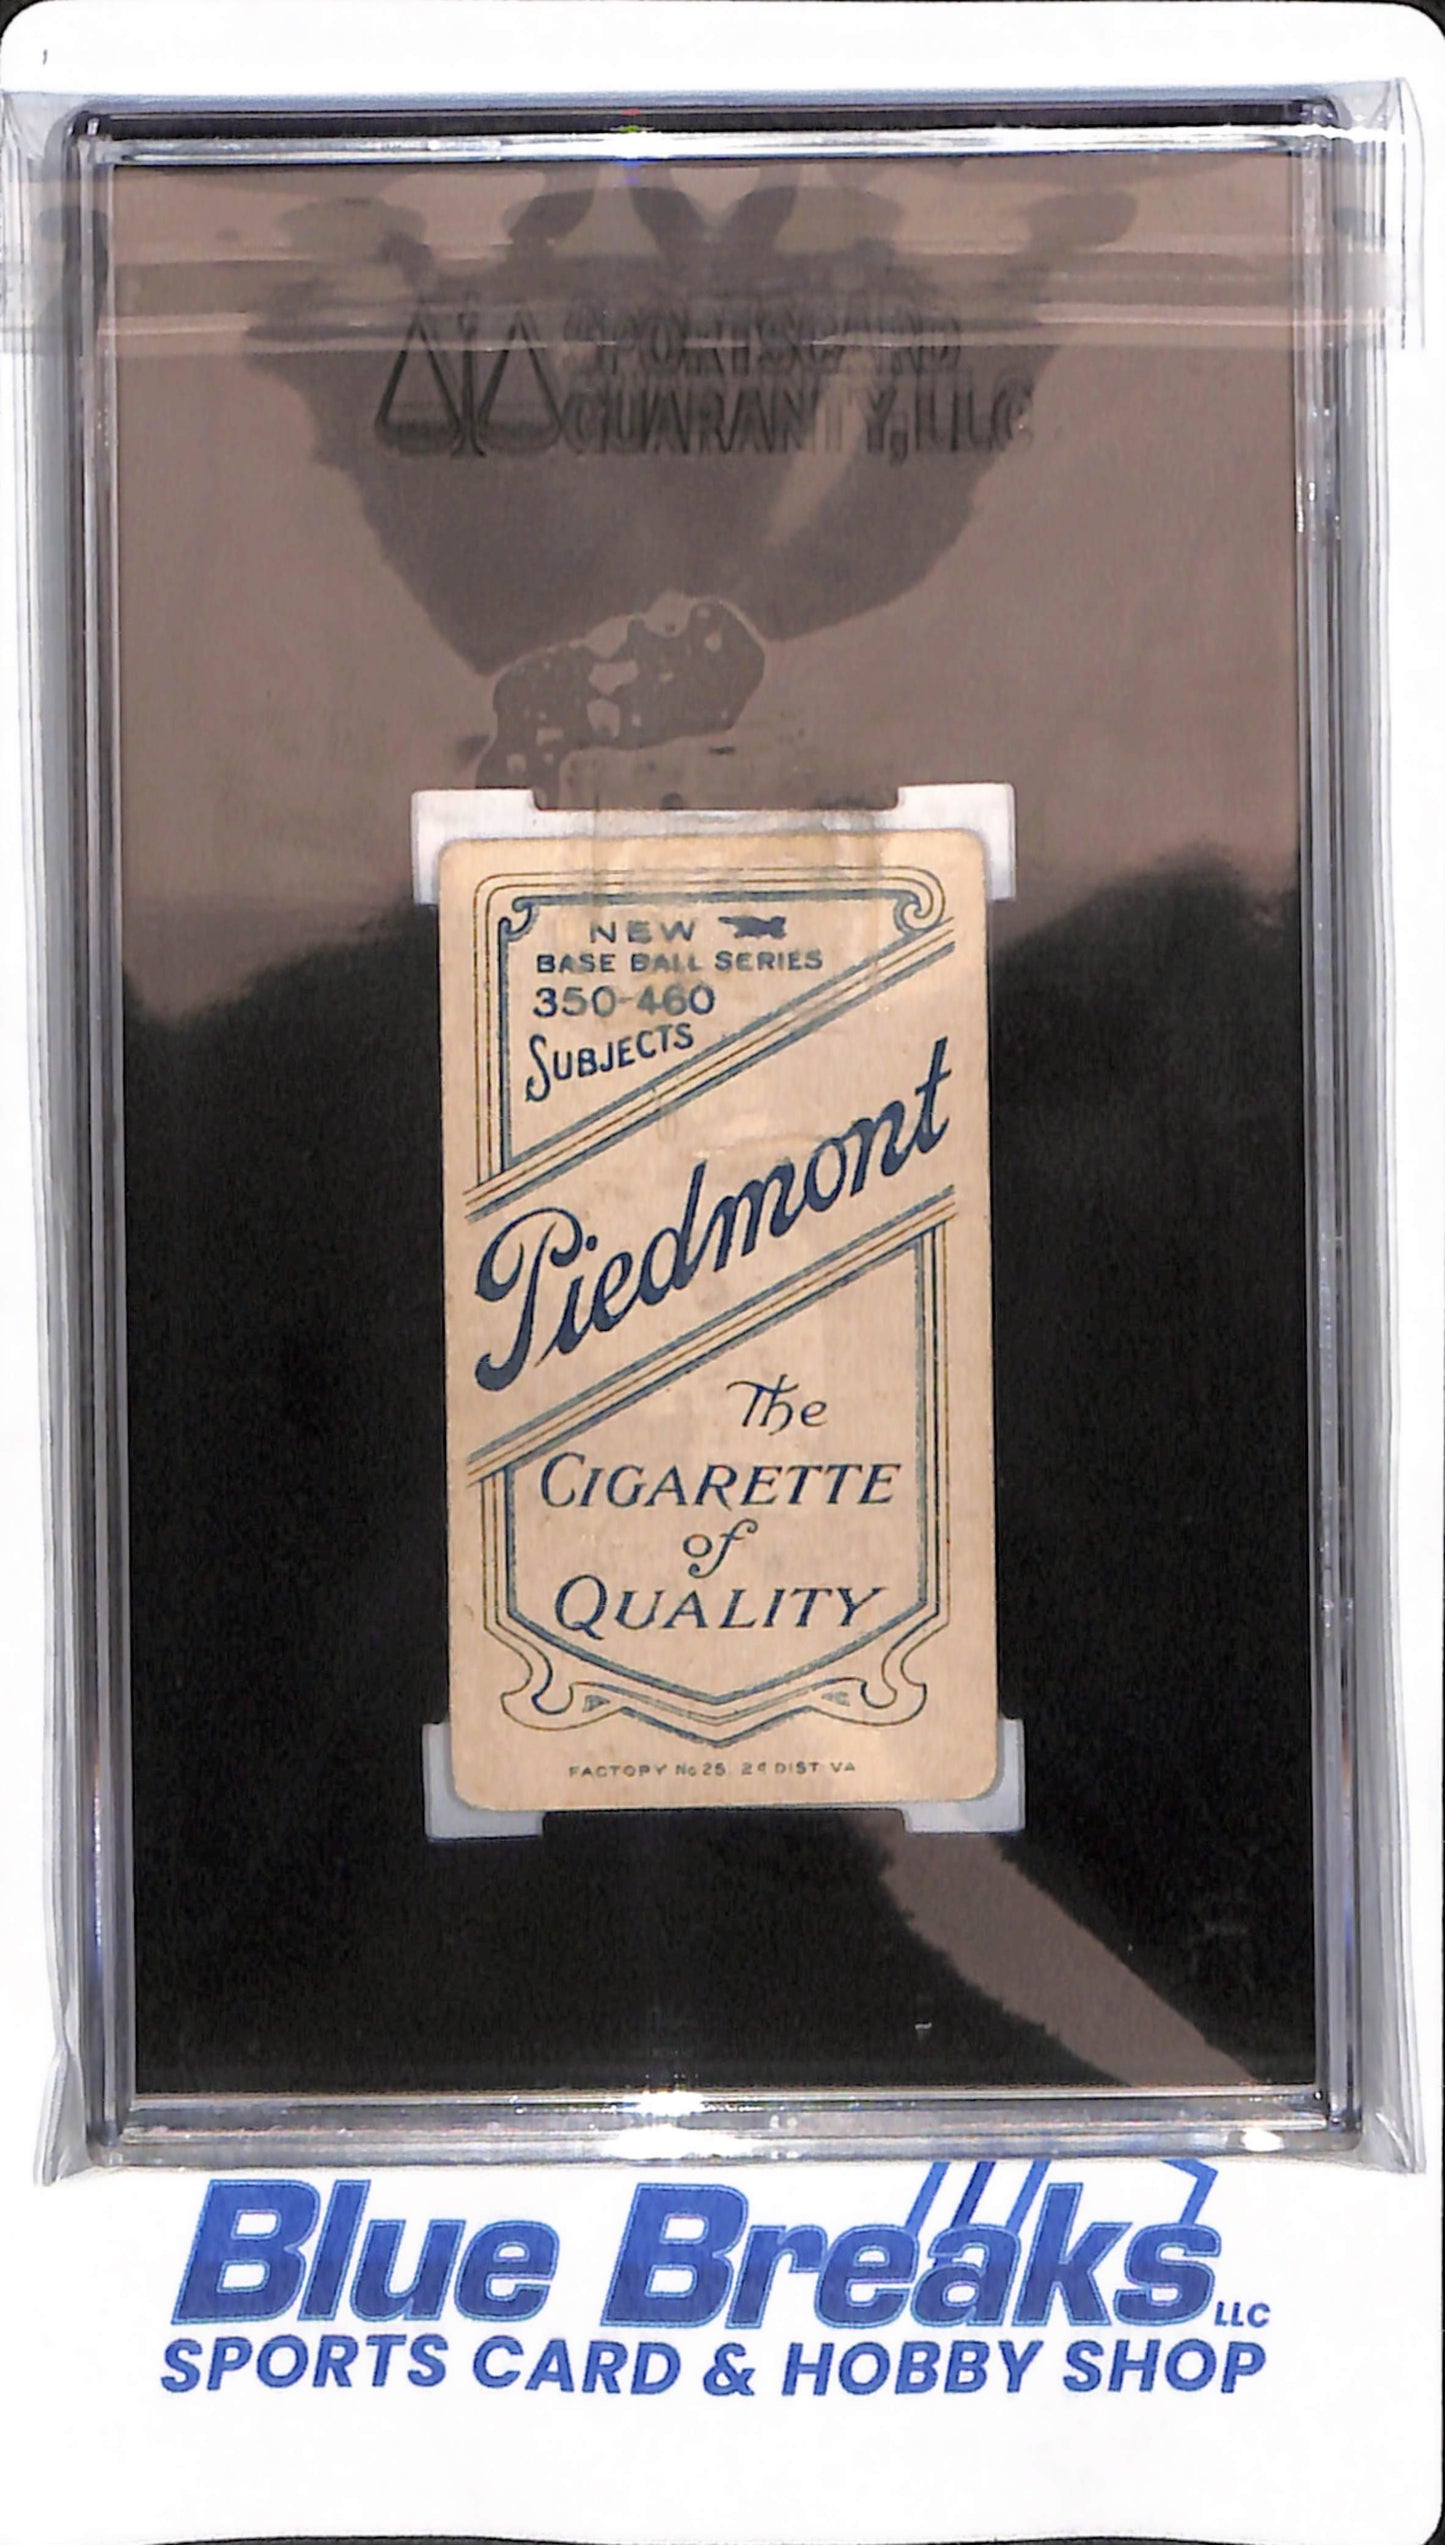 SPORTSCARD
GUARANTY, LLC
NEW
BASE BALL SERIES
350-460
SUBJECTS
Piedmont
The
CIGARETTE
of
QUALITY
FACTORY No 25. 2d DIST. VA
Blue Breaks LLC
SPORTS CARD & HOBBY SHOP